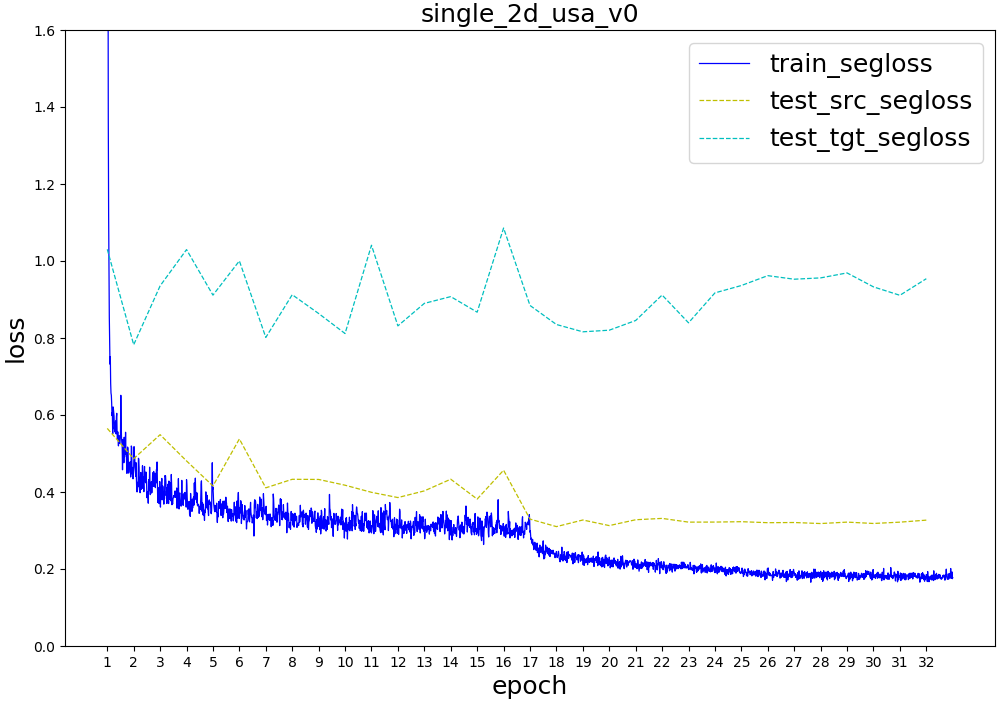 single_2d_usa_v0
train_segloss
test_src_segloss
test_tgt_segloss
loss
1.6
1.4
1.2
1.0
0.8
0.6
0.4
0.2
0.0
1 2 3 4 5 6 7 8 9 10 11 12 13 14 15 16 17 18 19 20 21 22 23 24 25 26 27 28 29 30 31 32
epoch